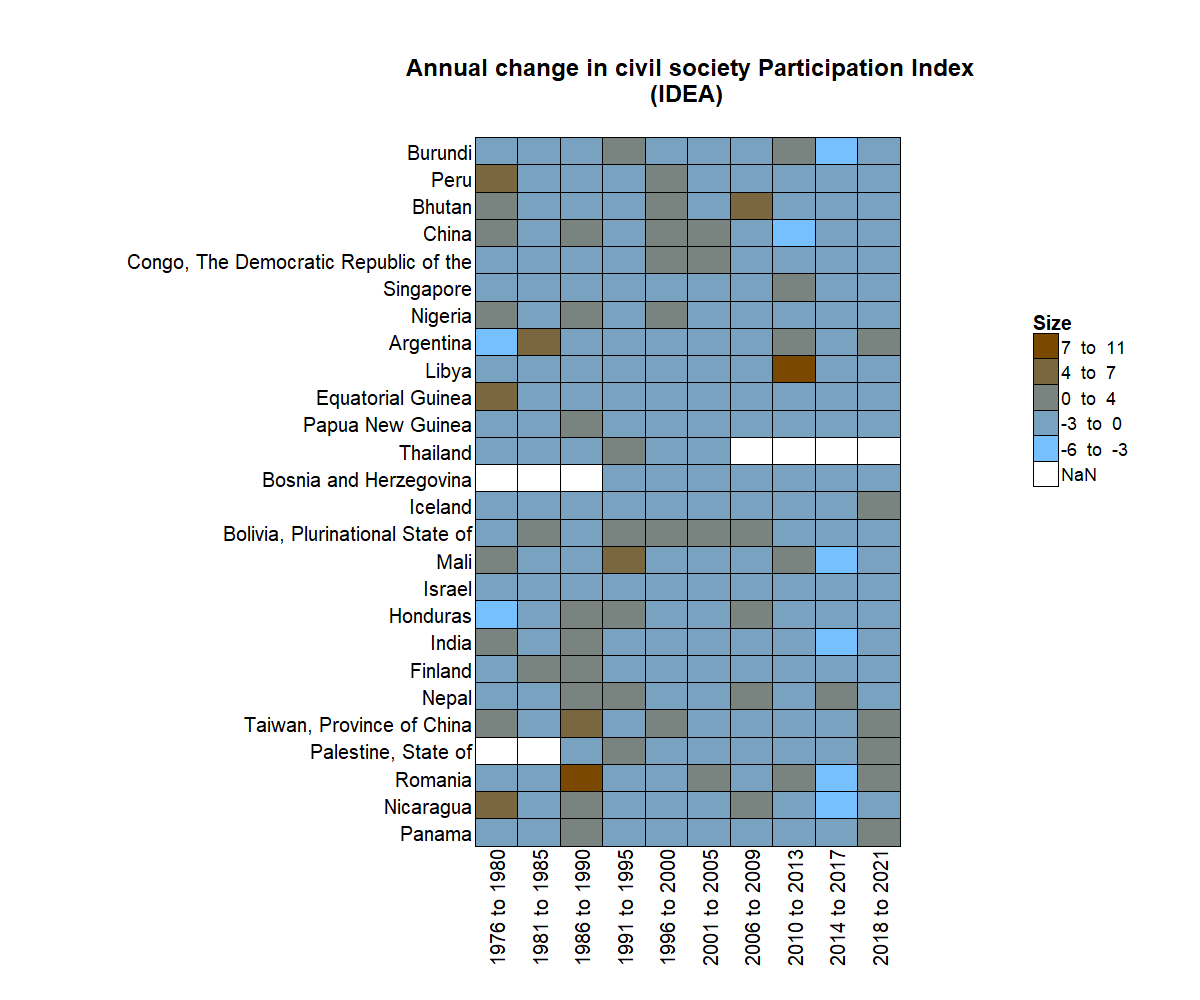 Annual change in civil society Participation Index
(IDEA)
Burundi
Peru
Bhutan
China
Congo, The Democratic Republic of the
Singapore
Nigeria
Argentina
Libya
Equatorial Guinea
Papua New Guinea
Thailand
Bosnia and Herzegovina
Iceland
Bolivia, Plurinational State of
Mali
Israel
Honduras
India
Finland
Nepal
Taiwan, Province of China
Palestine, State of
Romania
Nicaragua
Panama
1976 to 1980
1981 to 1985
1986 to 1990
1991 to 1995
1996 to 2000
2001 to 2005
2006 to 2009
2010 to 2013
2014 to 2017
2018 to 2021
Size
7 to 11
4 to 7
0 to 4
-3 to 0
-6 to -3
NaN